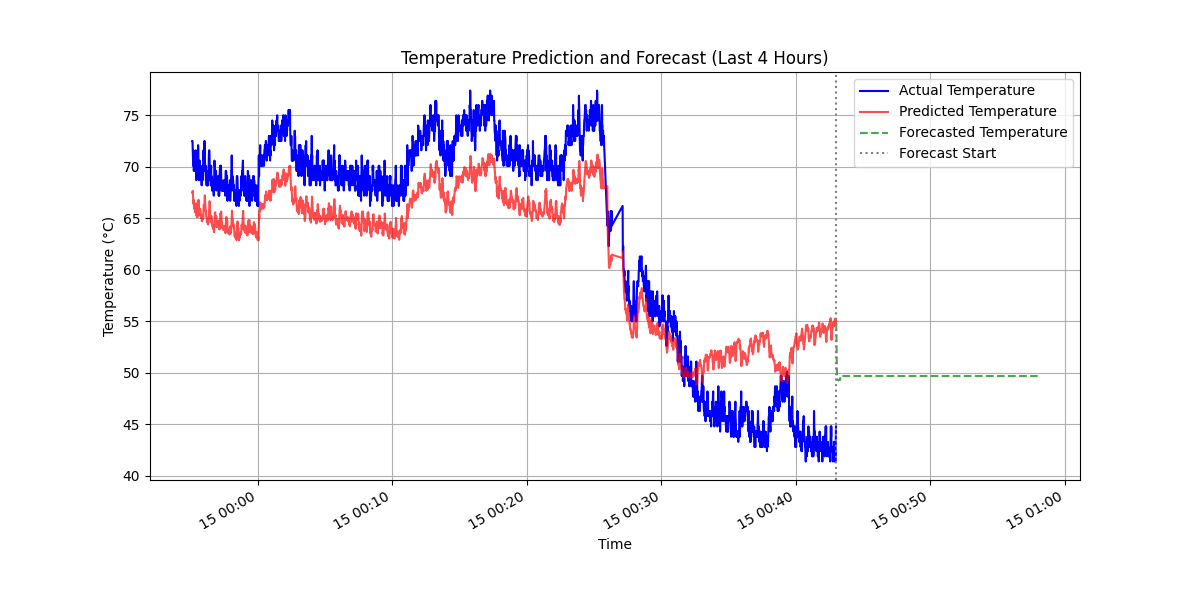 Temperature Prediction and Forecast (Last 4 Hours)
Actual Temperature
Predicted Temperature
Forecasted Temperature
Forecast Start
Temperature (°C)
75
70
65
60
55
50
45
40
15 00:00
15 00:10
15 00:20
15 00:30
15 00:40
15 00:50
15 01:00
Time